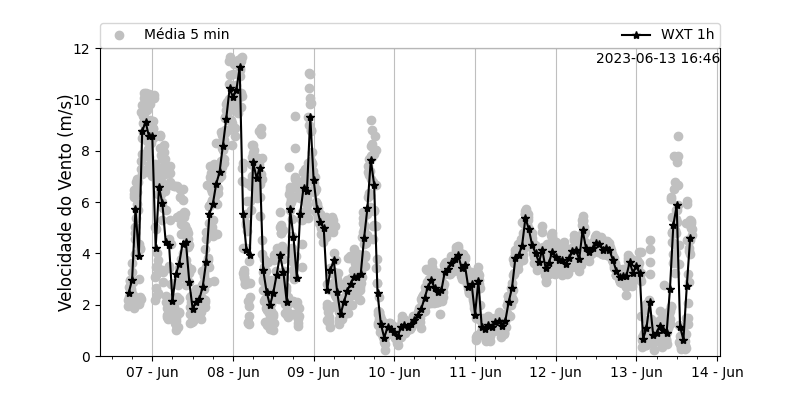 Média 5 min
WXT 1h
2023-06-13 16:46
Velocidade do Vento (m/s)
12
10
8
6
4
2
0
07 - Jun
08 - Jun
09 - Jun
10 - Jun
11 - Jun
12 - Jun
13 - Jun
14 - Jun